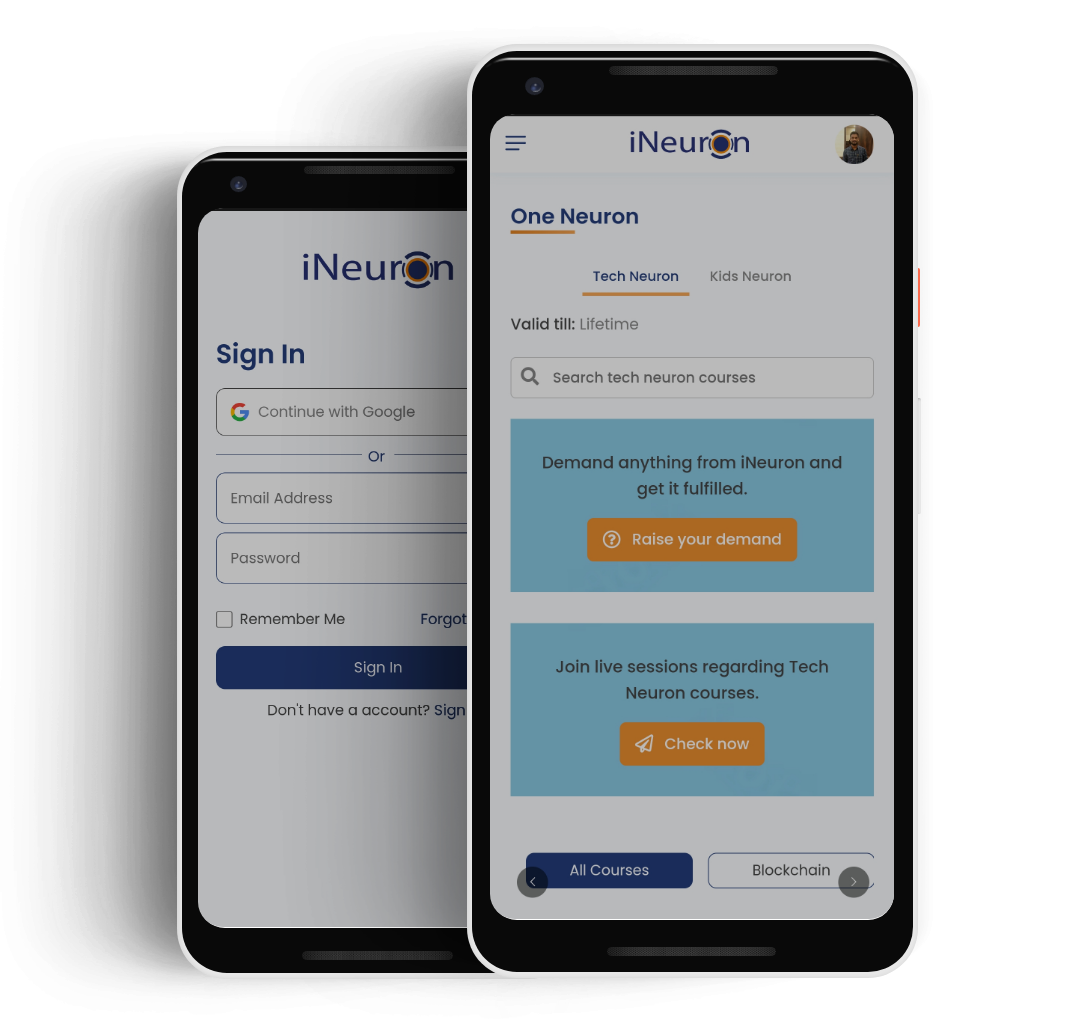 iNeuron
Sign In
Continue with Google
Or
Email Address
Password
Remember Me
Forgot
Sign In
Don't have a account? Sign
iNeuron
One Neuron
Tech Neuron
Kids Neuron
Valid till: Lifetime
Search tech neuron courses
Demand anything from iNeuron and
get it fulfilled.
Raise your demand
Join live sessions regarding Tech
Neuron courses.
Check now
All Courses
Blockchain